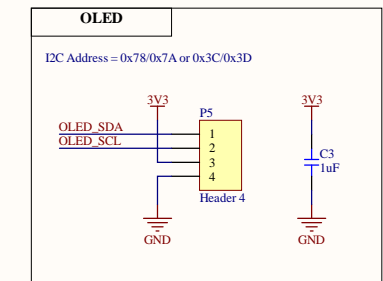 OLED
I2C Address = 0x78/0x7A or 0x3C/0x3D
3V3
P5
OLED_SDA
OLED_SCL
1
2
3
4
Header 4
GND
3V3
C3
1uF
GND